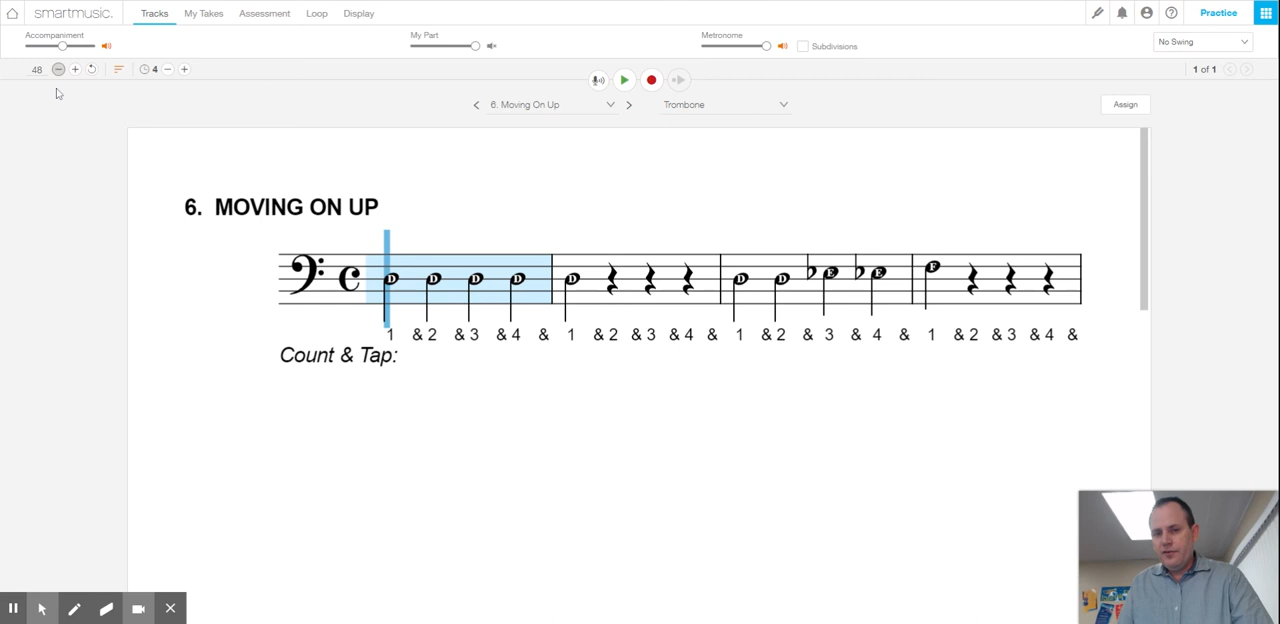 smartmusic. Tracks My Takes Assessment Loop Display Practice
Accompaniment My Part Metronome Subdivisions No Swing
48 4 1 of 1
6. Moving On Up Trombone Assign
6. MOVING ON UP
D D D D D D D E E F
1 & 2 & 3 & 4 & 1 & 2 & 3 & 4 & 1 & 2 & 3 & 4 & 1 & 2 & 3 & 4 &
Count & Tap: